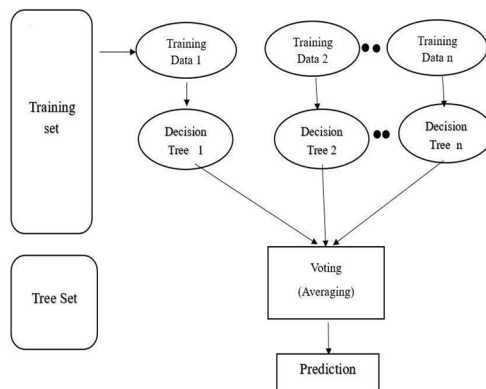 Training
set
Training
Data 1
Training
Data 2
Training
Data n
Decision
Tree 1
Decision
Tree 2
Decision
Tree n
Tree Set
Voting
(Averaging)
Prediction